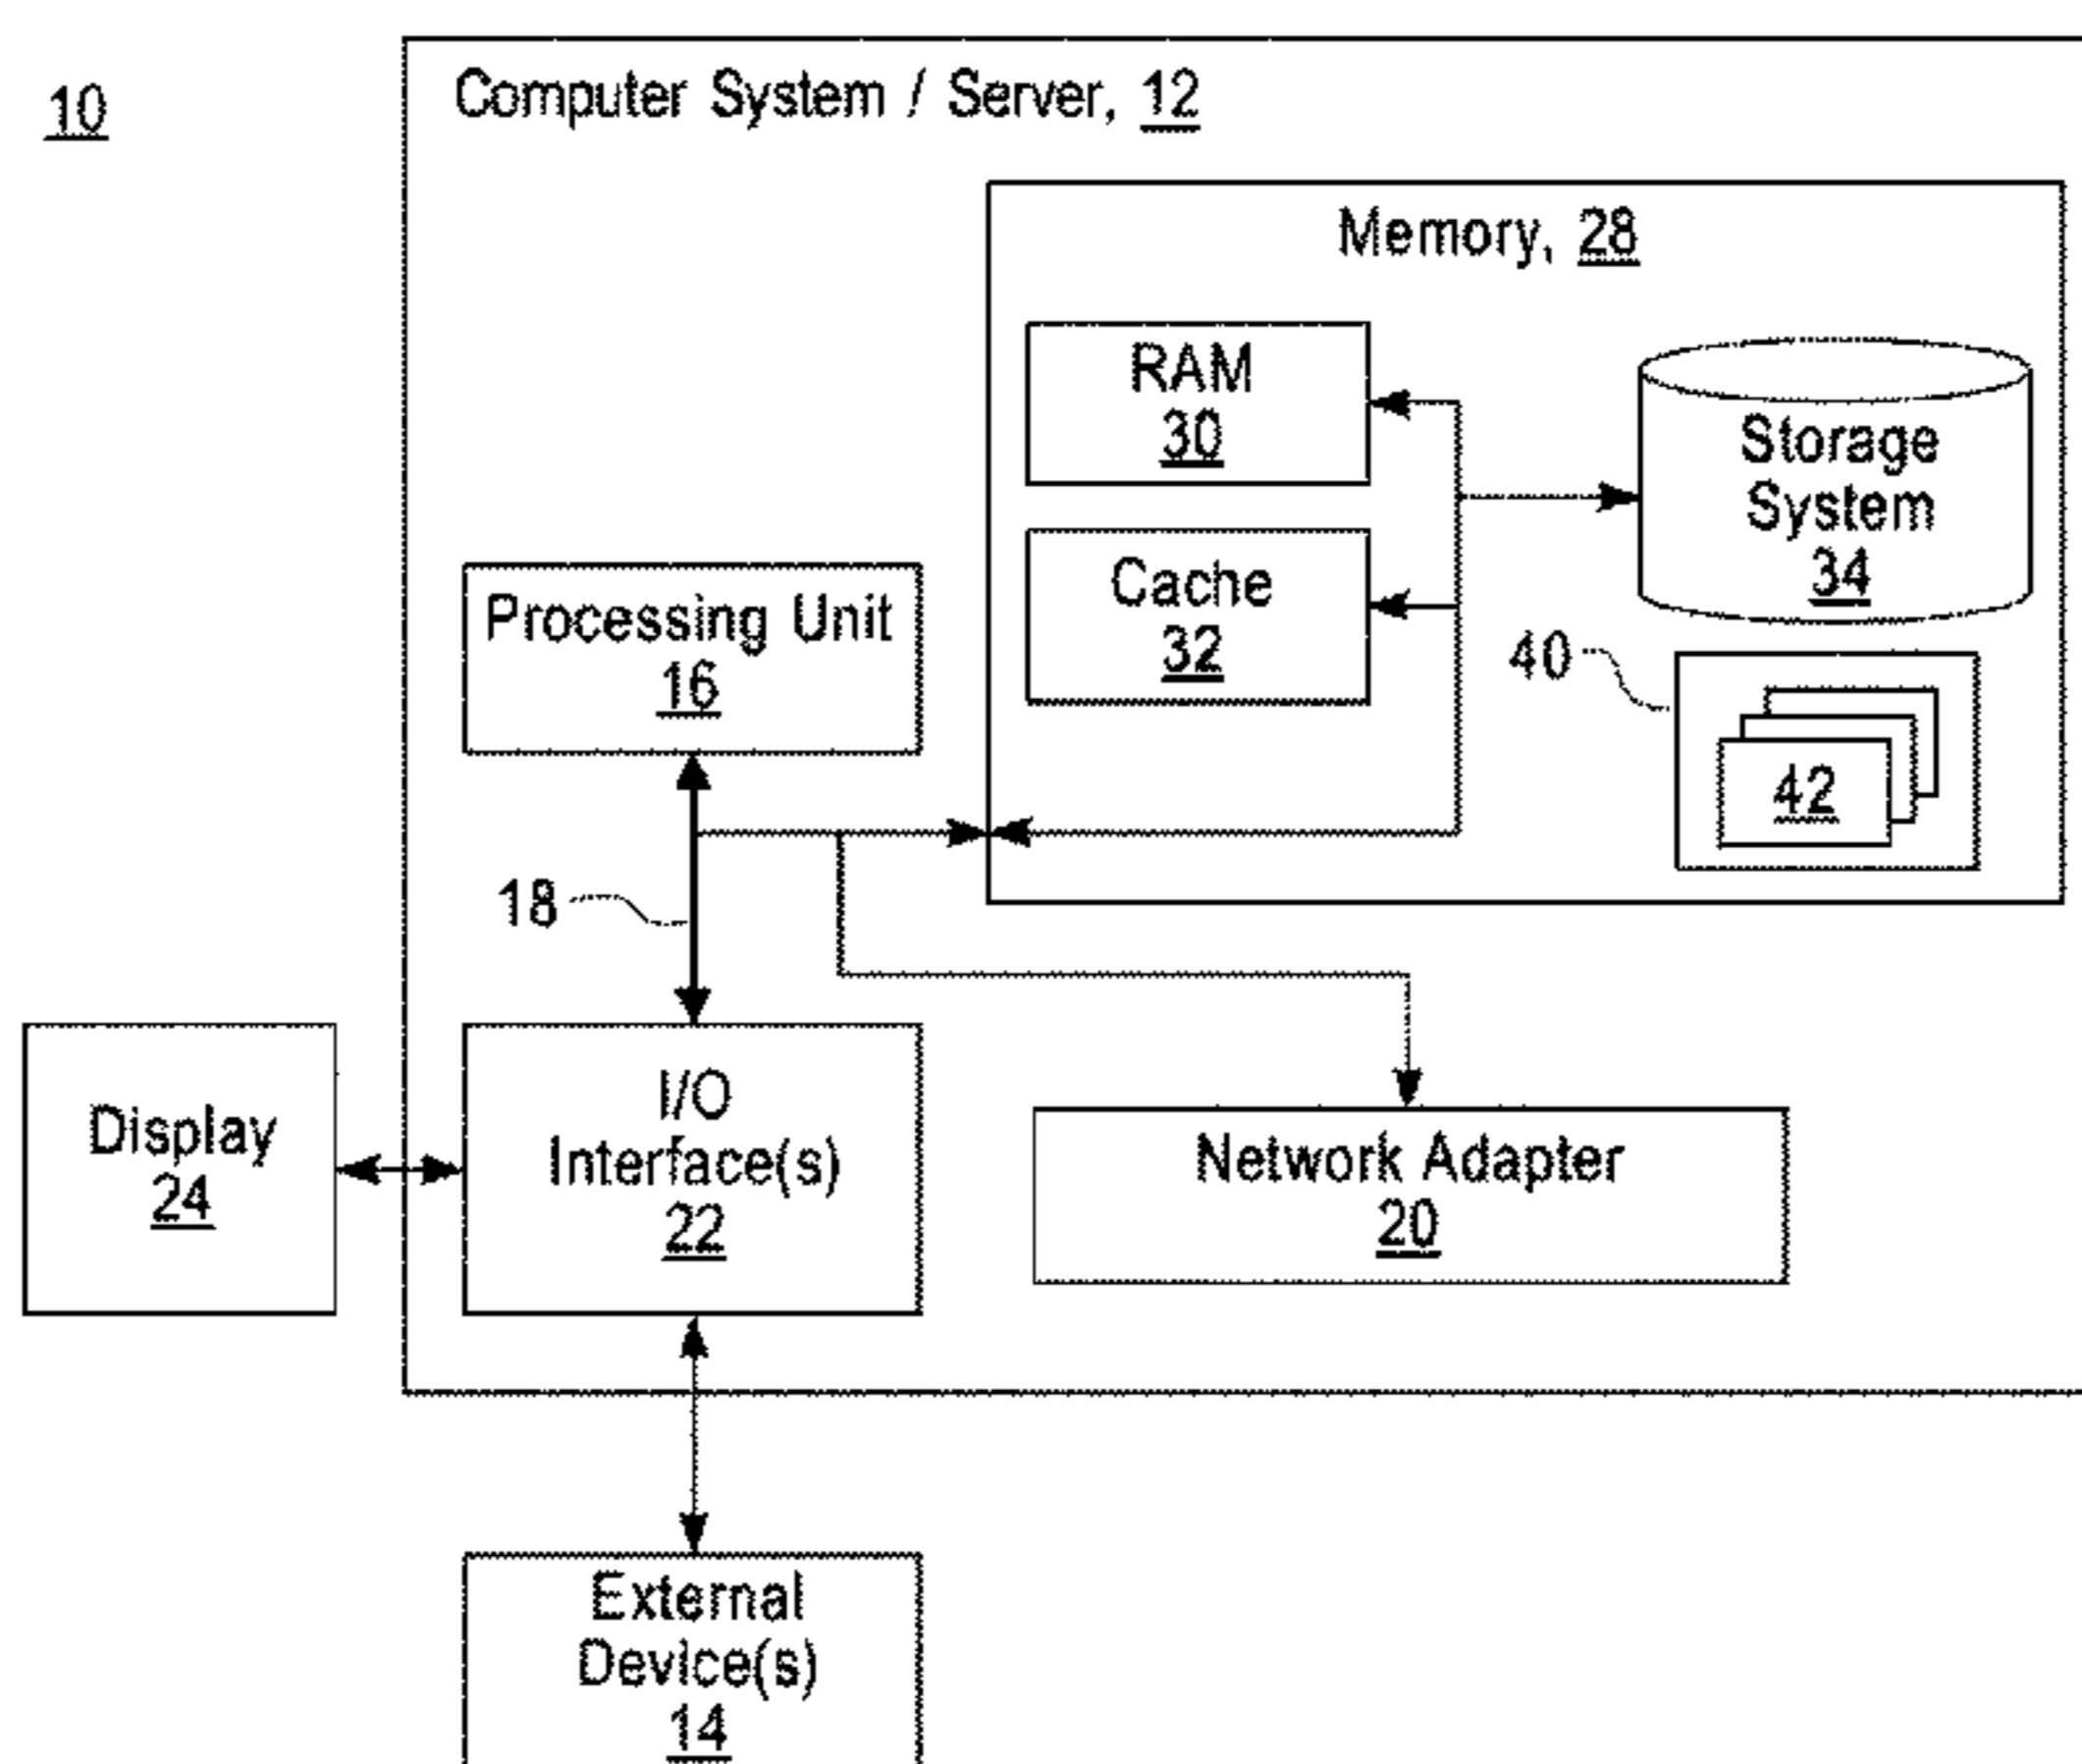 10
Computer System / Server, 12
Memory, 28
RAM
30
Storage
System
34
Cache
32
Processing Unit
16
40
42
18
I/O
Interface(s)
22
Display
24
Network Adapter
20
External
Device(s)
14